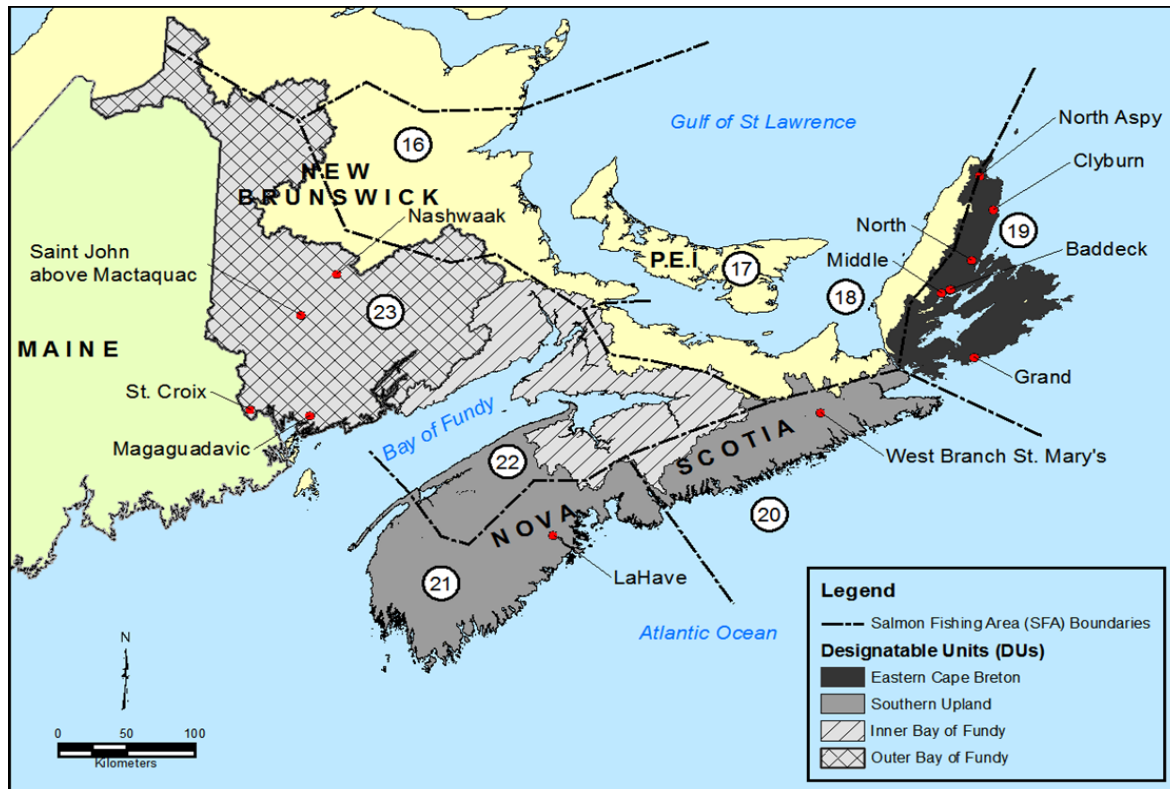 Gulf of St Lawrence
North Aspy
Clyburn
16
NEW
BRUNSWICK
Nashwaak
North
19
Baddeck
Middle
Saint John
above Mactaquac
P.E.I
17
18
23
MAINE
Grand
St. Croix
Magaguadavic
Bay of Fundy
22
NOVA SCOTIA
West Branch St. Mary's
20
21
LaHave
Atlantic Ocean
N
0 50 100
Kilometers
Legend
Salmon Fishing Area (SFA) Boundaries
Designatable Units (DUs)
Eastern Cape Breton
Southern Upland
Inner Bay of Fundy
Outer Bay of Fundy